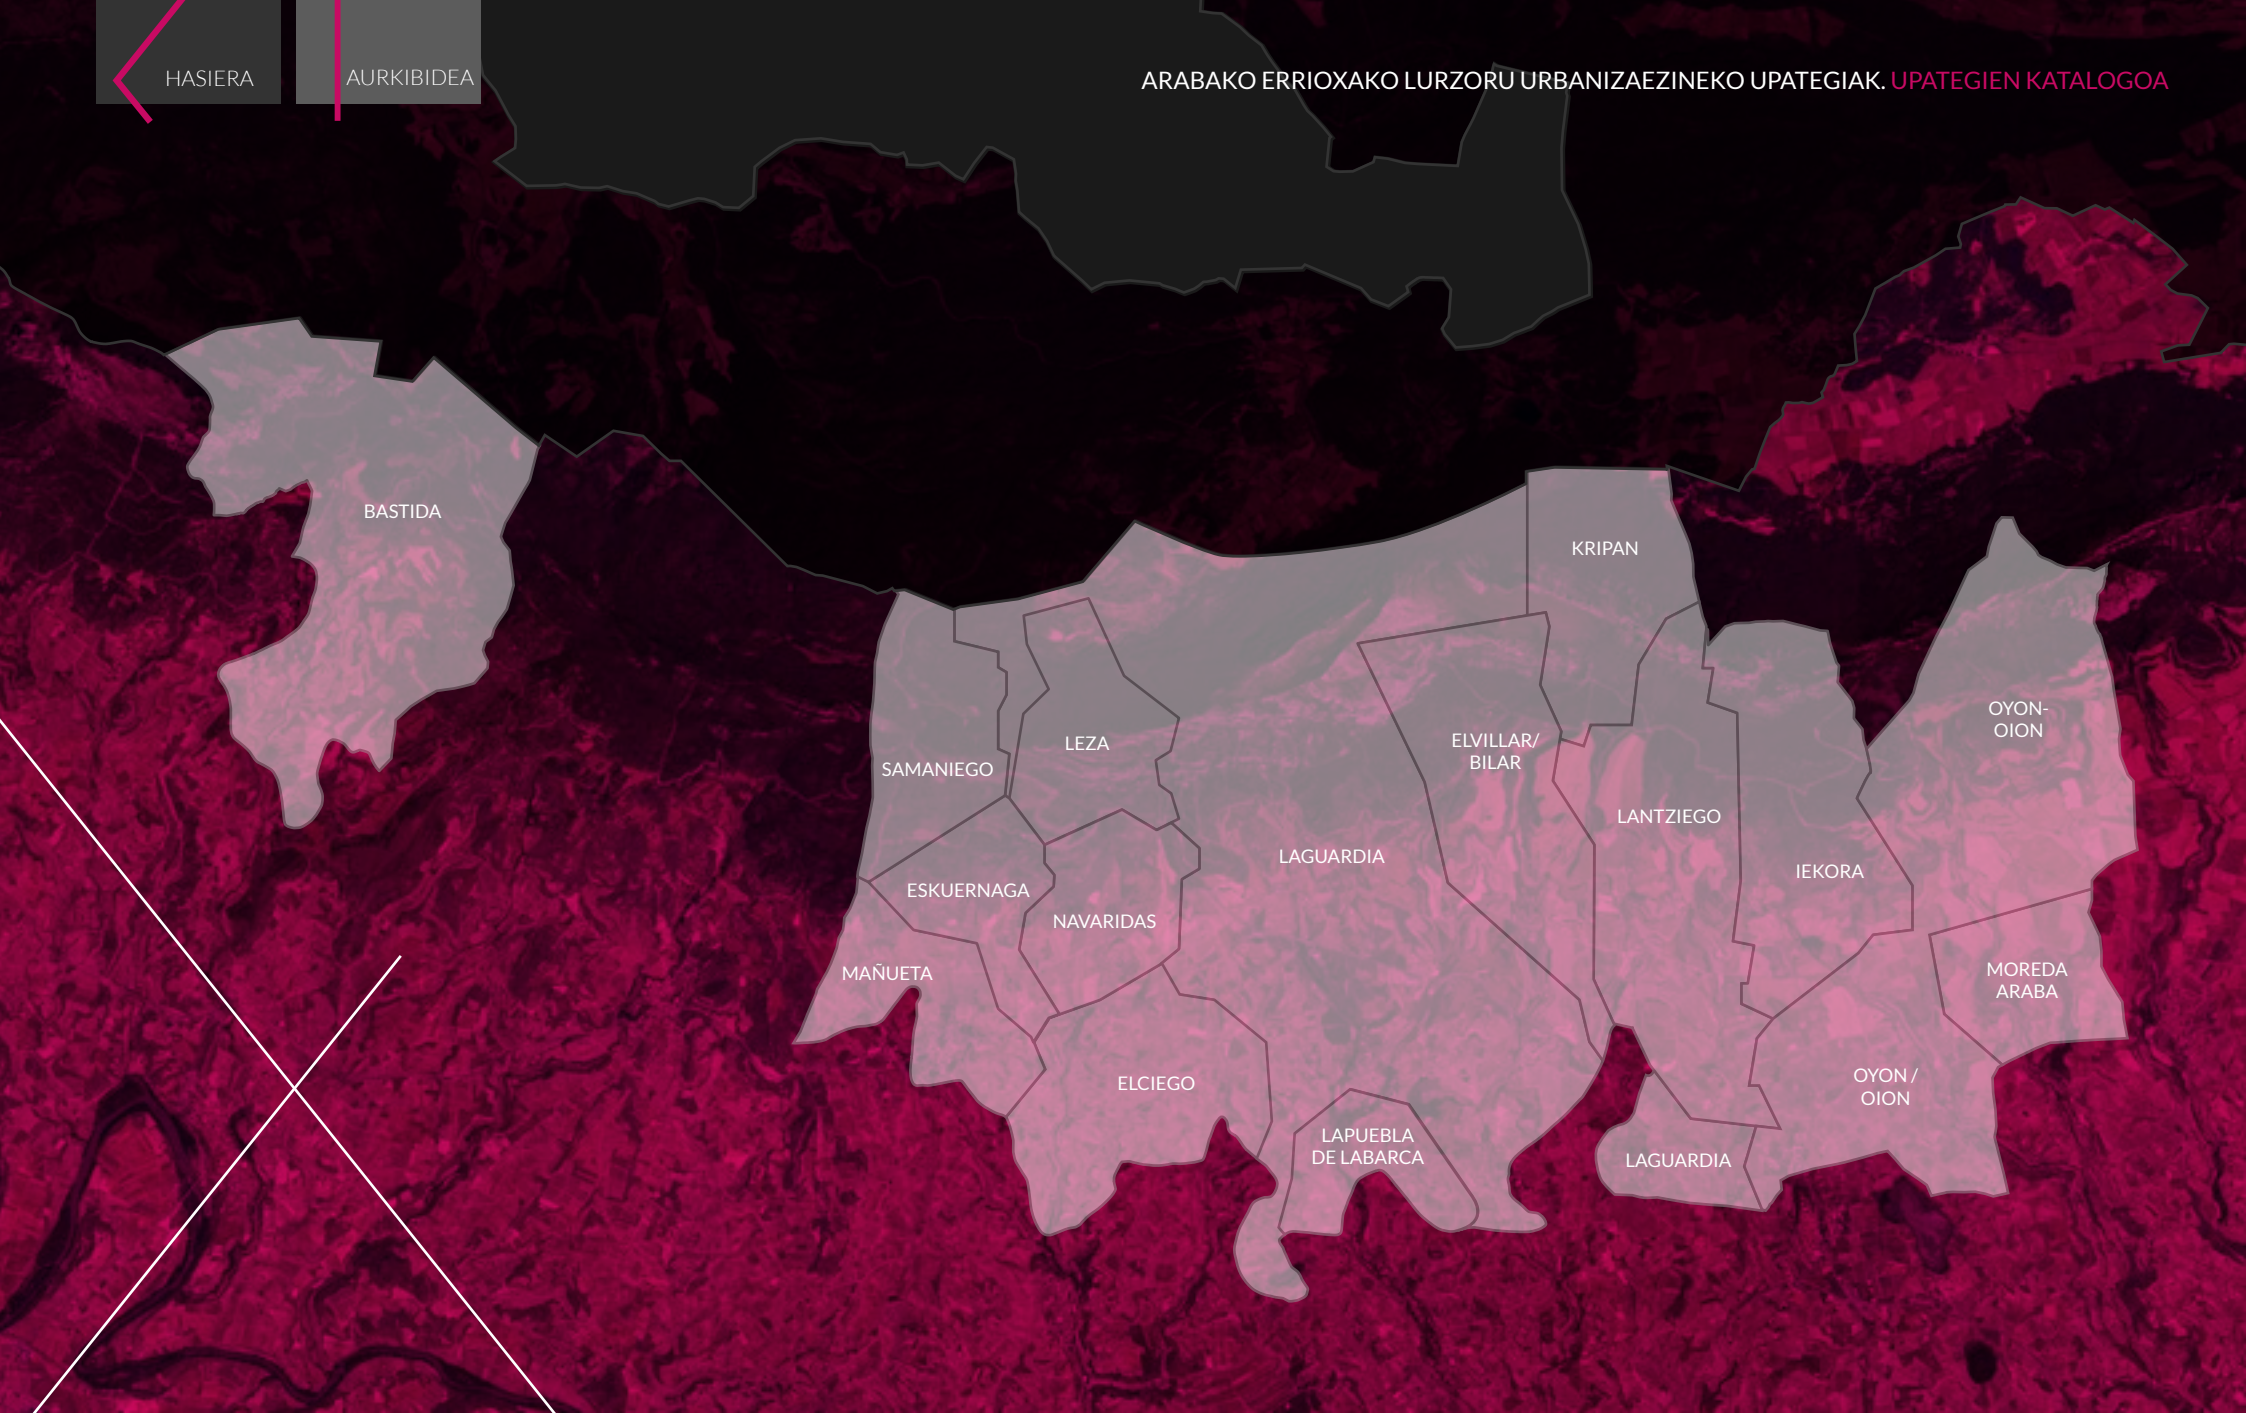 HASIERA
AURKIBIDEA
ARABAKO ERRIOXAKO LURZORU URBANIZAEZINEKO UPATEGIAK. UPATEGIEN KATALOGOA
BASTIDA
KRIPAN
OYON-
OION
LEZA
ELVILLAR/
BILAR
SAMANIEGO
LANTZIEGO
LAGUARDIA
IEKORA
ESKUERNAGA
NAVARIDAS
MAÑUETA
MOREDA
ARABA
ELCIEGO
OYON /
OION
LAPUEBLA
DE LABARCA
LAGUARDIA